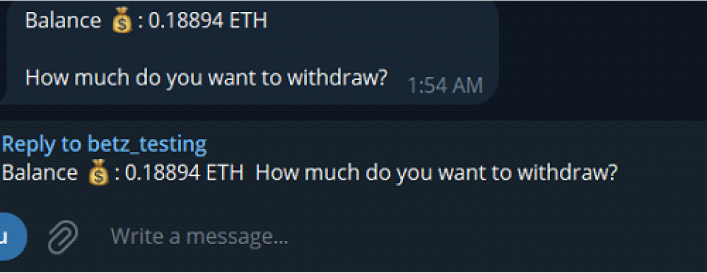 Balance 💰 : 0.18894 ETH
How much do you want to withdraw? 1:54 AM
Reply to betz_testing
Balance 💰 : 0.18894 ETH How much do you want to withdraw?
u
Write a message...